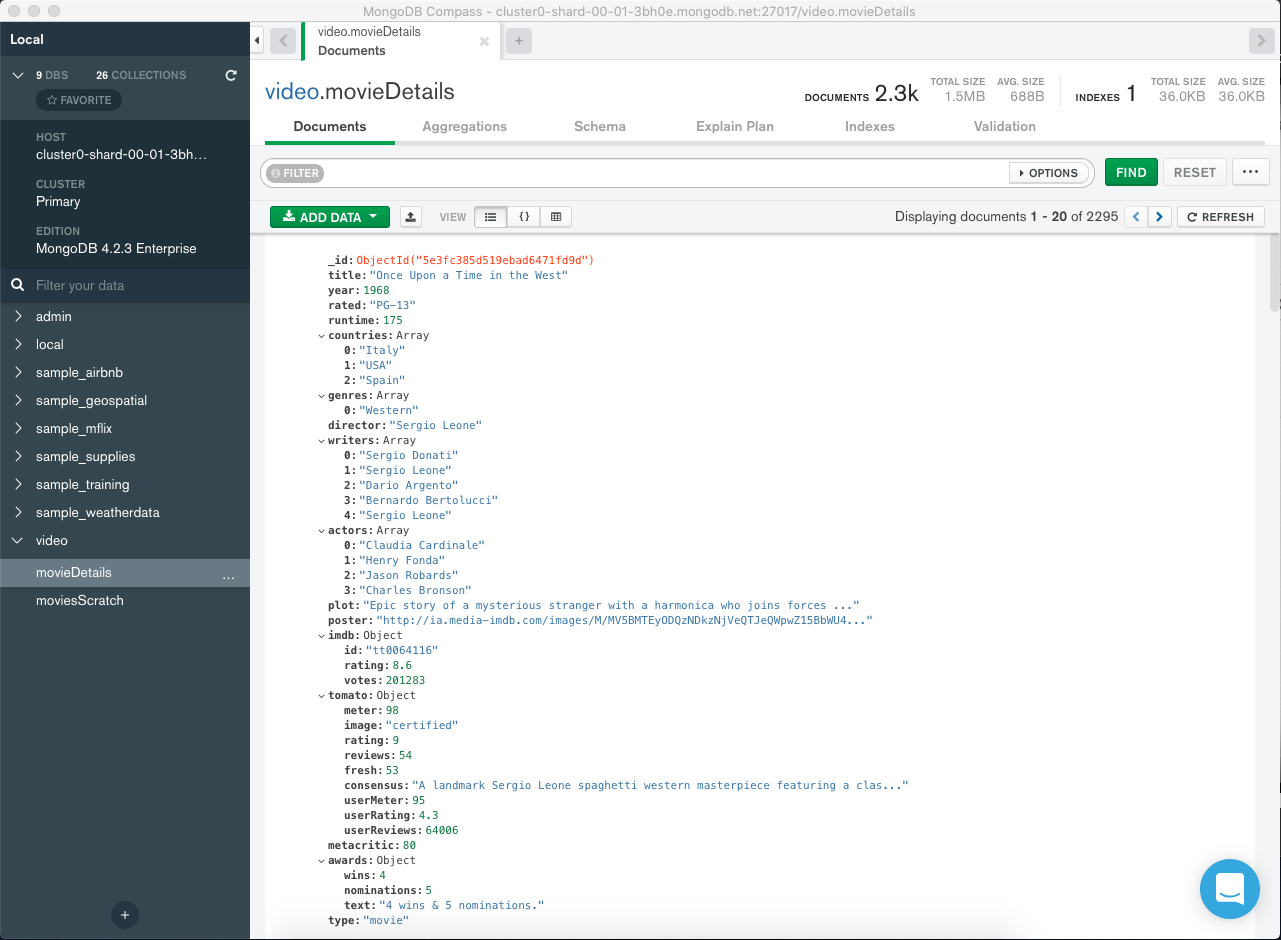 MongoDB Compass - cluster0-shard-00-01-3bh0e.mongodb.net:27017/video.movieDetails
Local
9 DBS 26 COLLECTIONS
FAVORITE
HOST
cluster0-shard-00-01-3bh...
CLUSTER
Primary
EDITION
MongoDB 4.2.3 Enterprise
Filter your data
admin
local
sample_airbnb
sample_geospatial
sample_mflix
sample_supplies
sample_training
sample_weatherdata
video
movieDetails ...
moviesScratch
+
video.movieDetails
Documents
+
video.movieDetails
DOCUMENTS 2.3k TOTAL SIZE 1.5MB AVG. SIZE 688B INDEXES 1 TOTAL SIZE 36.0KB AVG. SIZE 36.0KB
Documents Aggregations Schema Explain Plan Indexes Validation
FILTER OPTIONS FIND RESET ...
ADD DATA VIEW {} Displaying documents 1 - 20 of 2295 < > REFRESH
_id:ObjectId("5e3fc385d519ebad6471fd9d")
title:"Once Upon a Time in the West"
year:1968
rated:"PG-13"
runtime:175
countries:Array
0:"Italy"
1:"USA"
2:"Spain"
genres:Array
0:"Western"
director:"Sergio Leone"
writers:Array
0:"Sergio Donati"
1:"Sergio Leone"
2:"Dario Argento"
3:"Bernardo Bertolucci"
4:"Sergio Leone"
actors:Array
0:"Claudia Cardinale"
1:"Henry Fonda"
2:"Jason Robards"
3:"Charles Bronson"
plot:"Epic story of a mysterious stranger with a harmonica who joins forces ..."
poster:"http://ia.media-imdb.com/images/M/MV5BMTEyODQzNDkzNjVeQTJeQWpwZ15BbWU4..."
imdb:Object
id:"tt0064116"
rating:8.6
votes:201283
tomato:Object
meter:98
image:"certified"
rating:9
reviews:54
fresh:53
consensus:"A landmark Sergio Leone spaghetti western masterpiece featuring a clas..."
userMeter:95
userRating:4.3
userReviews:64006
metacritic:80
awards:Object
wins:4
nominations:5
text:"4 wins & 5 nominations."
type:"movie"